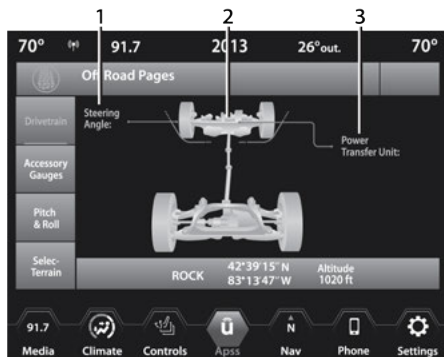 1 2 3
70° 91.7 2013 26°out. 70°
Off Road Pages
Drivetrain
Steering
Angle:
Power
Transfer Unit:
Accessory
Gauges
Pitch
& Roll
Selec-
Terrain
ROCK
42°39'15"N
83°13'47"W
Altitude
1020 ft
91.7 ū N
Media Climate Controls Apss Nav Phone Settings